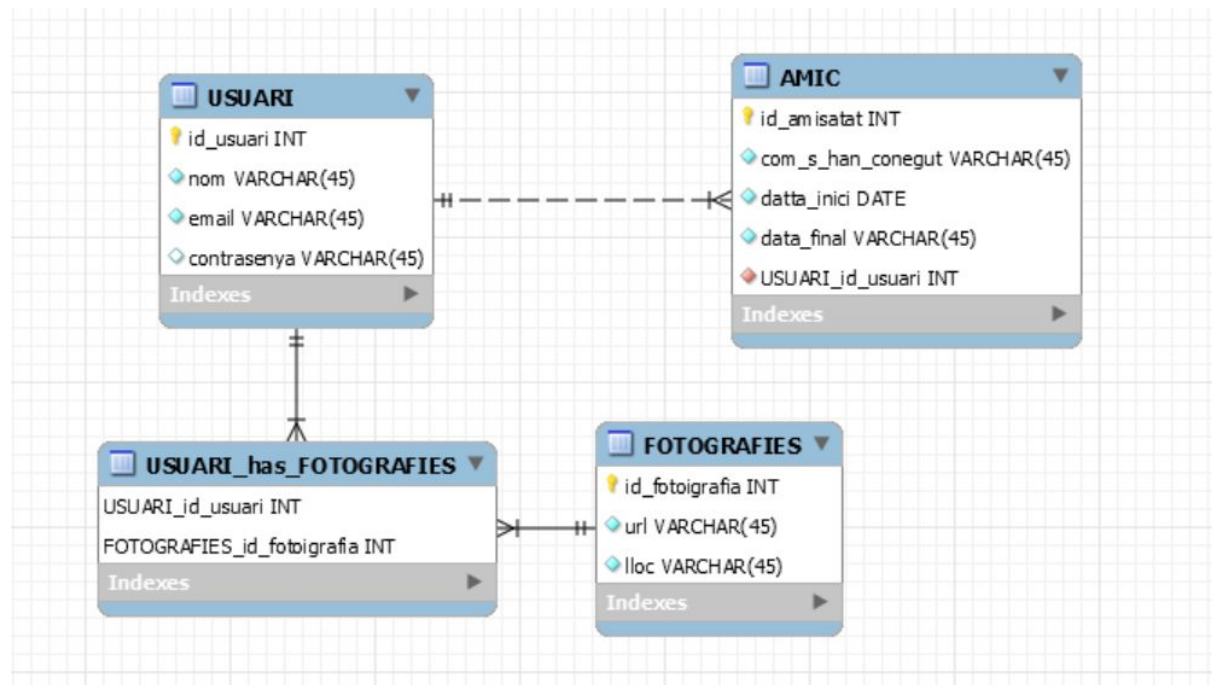 USUARI
id_usuari INT
nom VARCHAR(45)
email VARCHAR(45)
contrasenya VARCHAR(45)
Indexes
AMIC
id_amisatat INT
com_s_han_conegut VARCHAR(45)
datta_inici DATE
data_final VARCHAR(45)
USUARI_id_usuari INT
Indexes
USUARI_has_FOTOGRAFIES
USUARI_id_usuari INT
FOTOGRAFIES_id_fotoigrafia INT
Indexes
FOTOGRAFIES
id_fotoigrafia INT
url VARCHAR(45)
lloc VARCHAR(45)
Indexes